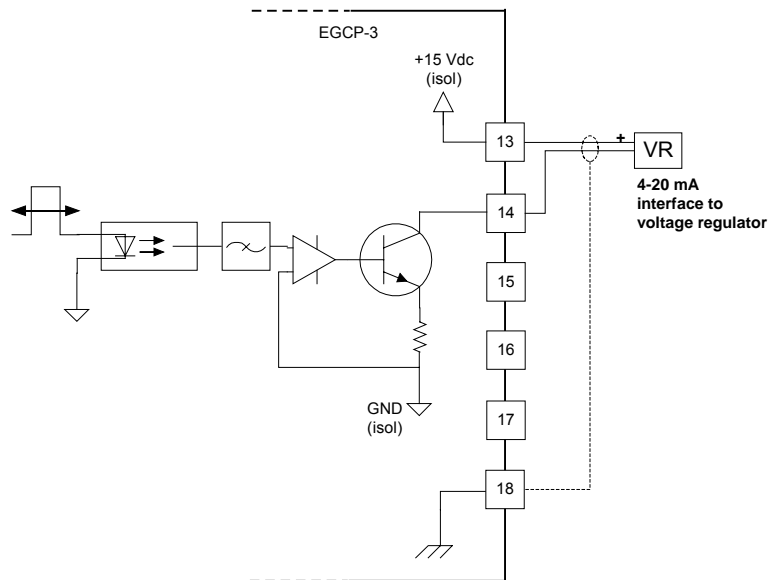 EGCP-3
+15 Vdc
(isol)
13
+
VR
4-20 mA
interface to
voltage regulator
14
15
16
GND
(isol)
17
18